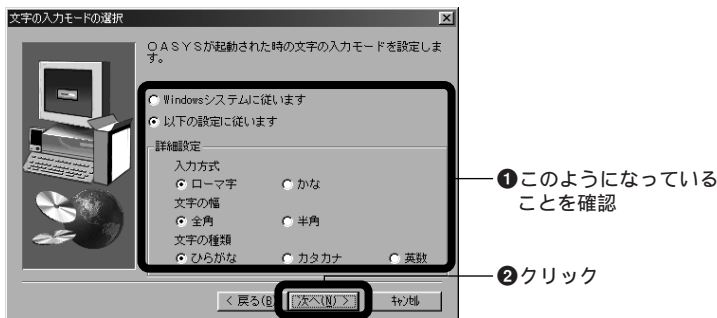 文字の入力モードの選択
OASYSが起動された時の文字の入力モードを設定しま
す。
Windowsシステムに従います
以下の設定に従います
詳細設定
入力方式
ローマ字 かな
文字の幅
全角 半角
文字の種類
ひらがな カタカナ 英数
❶このようになっている
ことを確認
❷クリック
< 戻る(B 次へ(N) > キャンセル